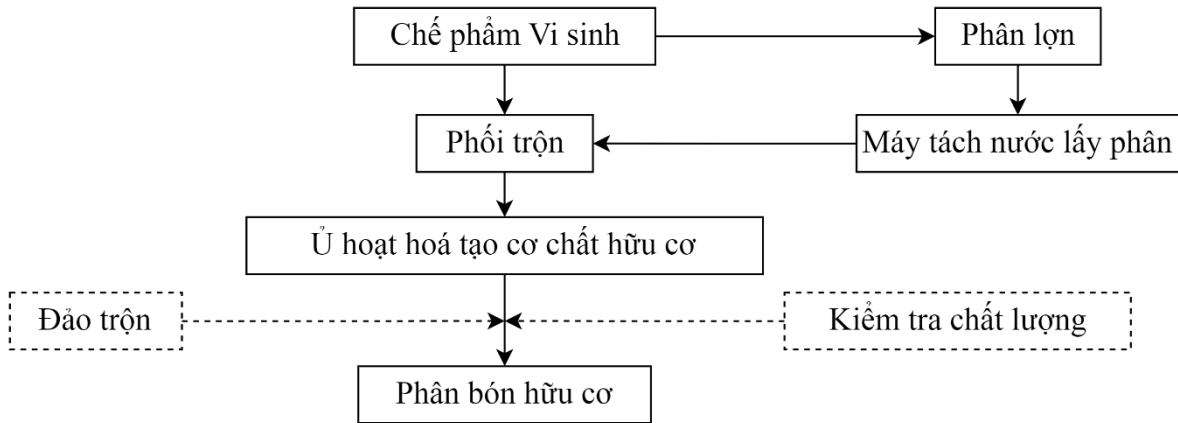 Chế phẩm Vi sinh
Phân lợn
Phối trộn
Máy tách nước lấy phân
Ủ hoạt hoá tạo cơ chất hữu cơ
Đảo trộn
Kiểm tra chất lượng
Phân bón hữu cơ